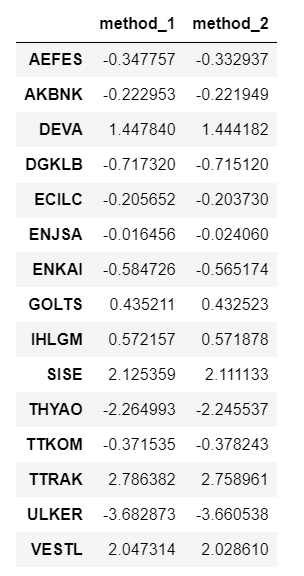 method_1 method_2
AEFES -0.347757 -0.332937
AKBNK -0.222953 -0.221949
DEVA 1.447840 1.444182
DGKLB -0.717320 -0.715120
ECILC -0.205652 -0.203730
ENJSA -0.016456 -0.024060
ENKAI -0.584726 -0.565174
GOLTS 0.435211 0.432523
IHLGM 0.572157 0.571878
SISE 2.125359 2.111133
THYAO -2.264993 -2.245537
TTKOM -0.371535 -0.378243
TTRAK 2.786382 2.758961
ULKER -3.682873 -3.660538
VESTL 2.047314 2.028610